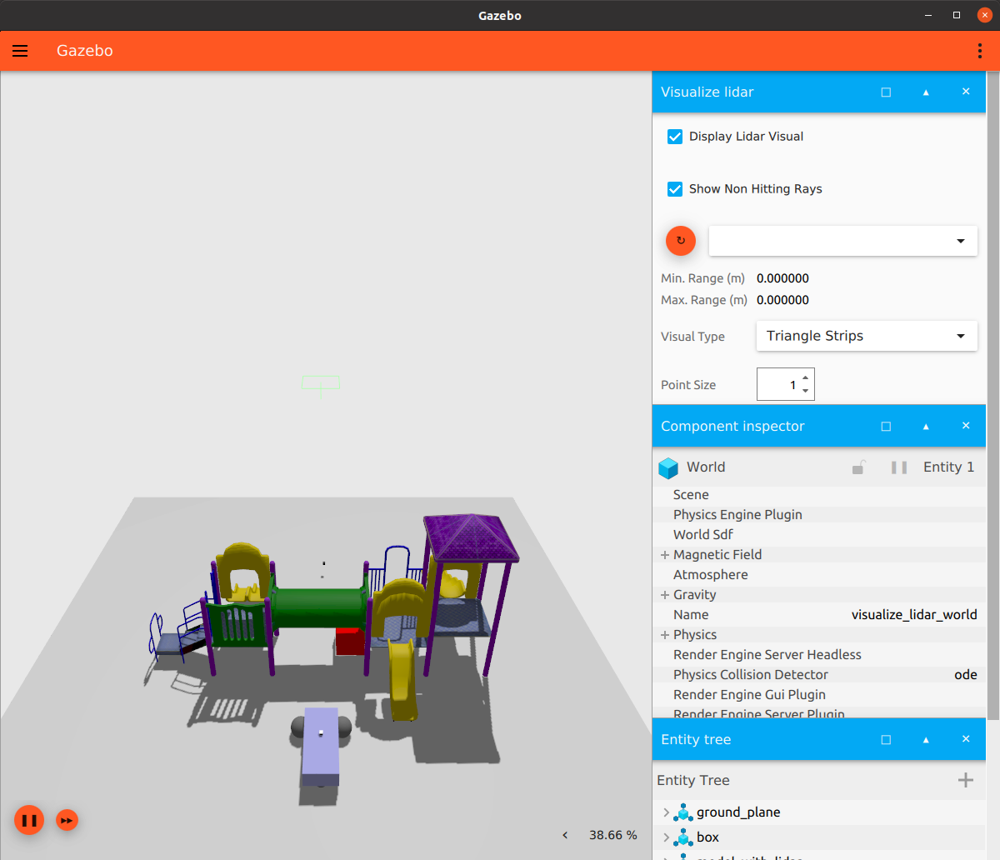 Gazebo
Gazebo
Visualize lidar
Display Lidar Visual
Show Non Hitting Rays
Min. Range (m) 0.000000
Max. Range (m) 0.000000
Visual Type Triangle Strips
Point Size 1
Component inspector
World Entity 1
Scene
Physics Engine Plugin
World Sdf
Magnetic Field
Atmosphere
Gravity
Name visualize_lidar_world
Physics
Render Engine Server Headless
Physics Collision Detector ode
Render Engine Gui Plugin
Render Engine Server Plugin
Entity tree
Entity Tree
ground_plane
box
model_with_lidar
38.66 %